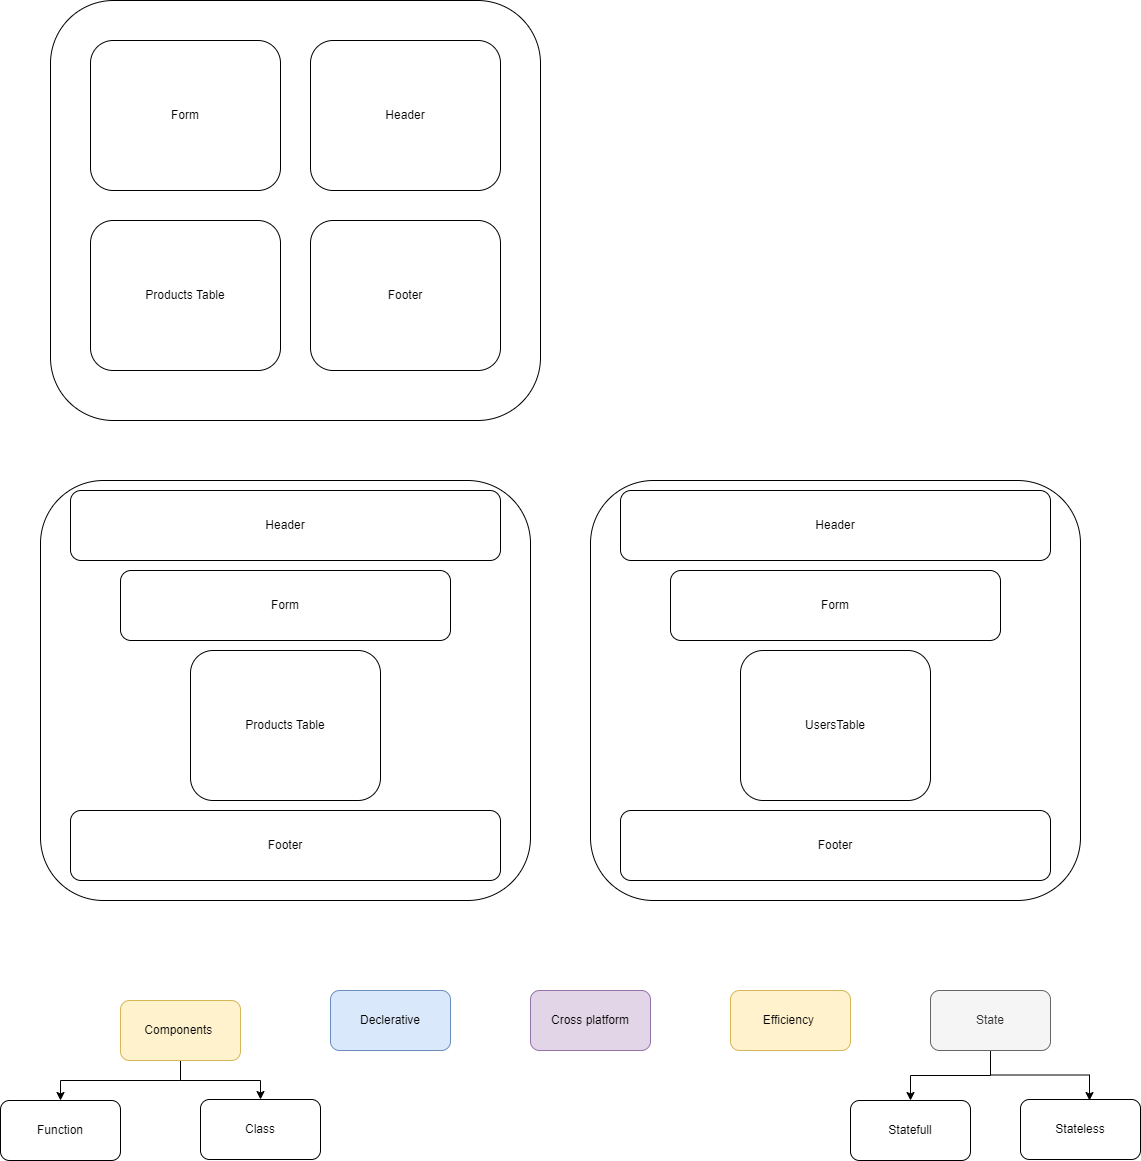 Form
Header
Products Table
Footer
Header
Form
Products Table
Footer
Header
Form
UsersTable
Footer
Components
Declerative
Cross platform
Efficiency
State
Function
Class
Statefull
Stateless